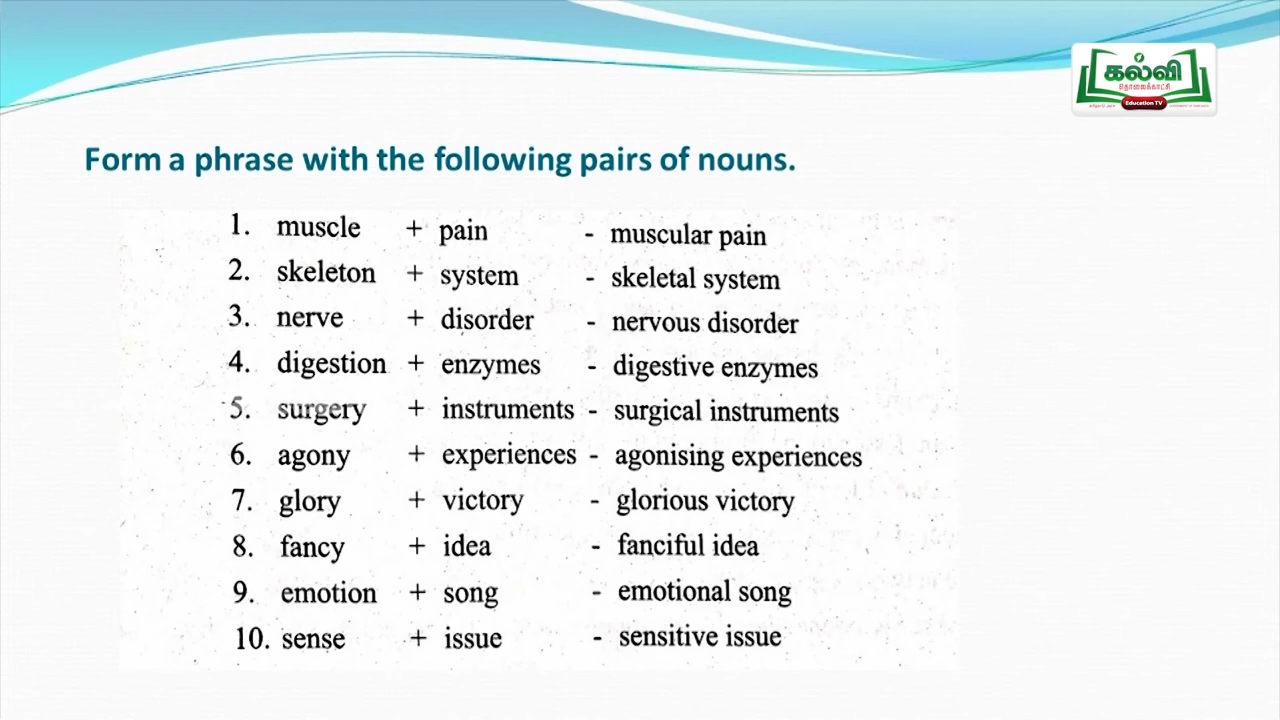 கல்வி
தொலைக்காட்சி
Education TV
Form a phrase with the following pairs of nouns.
1. muscle + pain - muscular pain
2. skeleton + system - skeletal system
3. nerve + disorder - nervous disorder
4. digestion + enzymes - digestive enzymes
5. surgery + instruments - surgical instruments
6. agony + experiences - agonising experiences
7. glory + victory - glorious victory
8. fancy + idea - fanciful idea
9. emotion + song - emotional song
10. sense + issue - sensitive issue